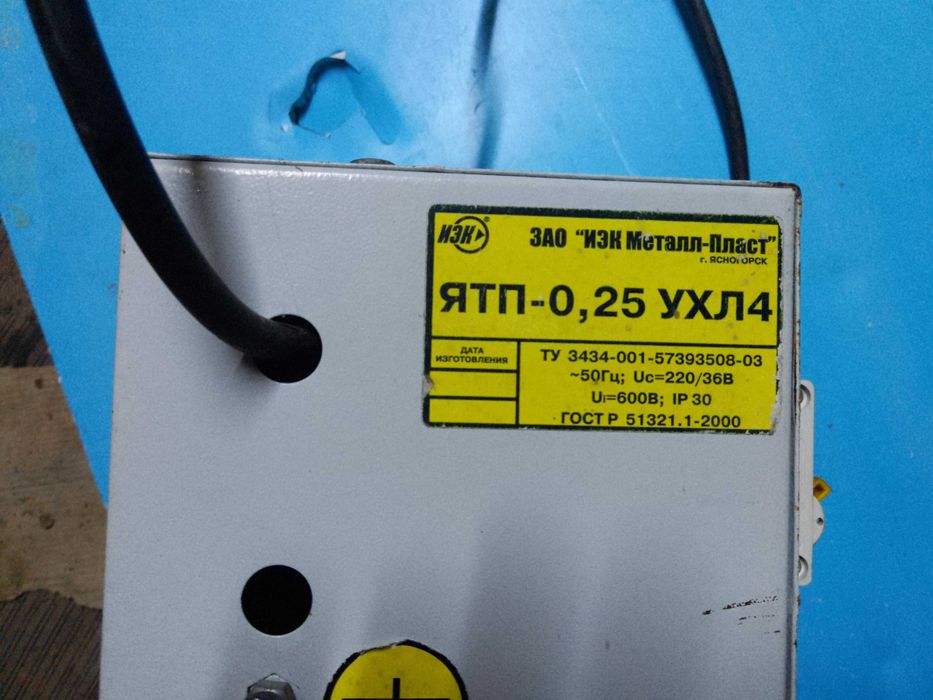 ИЭК® ЗАО "ИЭК Металл-Пласт"
г. ЯСНОГОРСК
ЯТП-0,25 УХЛ4
ДАТА
ИЗГОТОВЛЕНИЯ
ТУ 3434-001-57393508-03
~50Гц; Uc=220/36В
Ui=600В; IP 30
ГОСТ Р 51321.1-2000